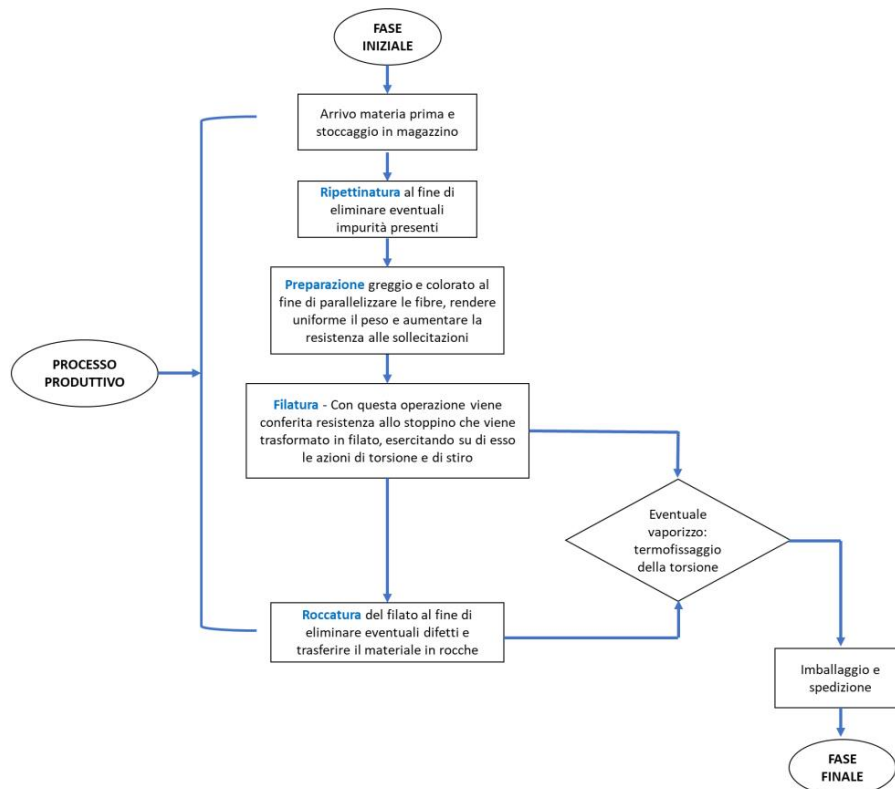 FASE
INIZIALE
Arrivo materia prima e
stoccaggio in magazzino
Ripettinatura al fine di
eliminare eventuali
impurità presenti
Preparazione greggio e colorato al
fine di parallelizzare le fibre, rendere
uniforme il peso e aumentare la
resistenza alle sollecitazioni
PROCESSO
PRODUTTIVO
Filatura - Con questa operazione viene
conferita resistenza allo stoppino che viene
trasformato in filato, esercitando su di esso
le azioni di torsione e di stiro
Eventuale
vaporizzo:
termofissaggio
della torsione
Roccatura del filato al fine di
eliminare eventuali difetti e
trasferire il materiale in rocche
Imballaggio e
spedizione
FASE
FINALE